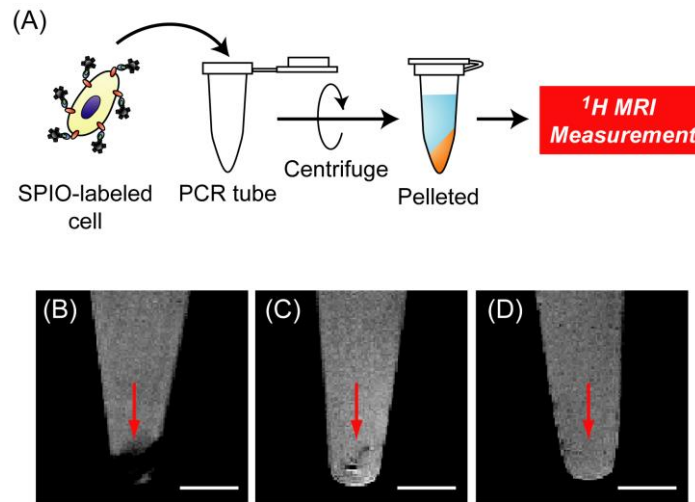 (A)
SPIO-labeled
cell
PCR tube
Centrifuge
Pelleted
¹H MRI
Measurement
(B)
(C)
(D)